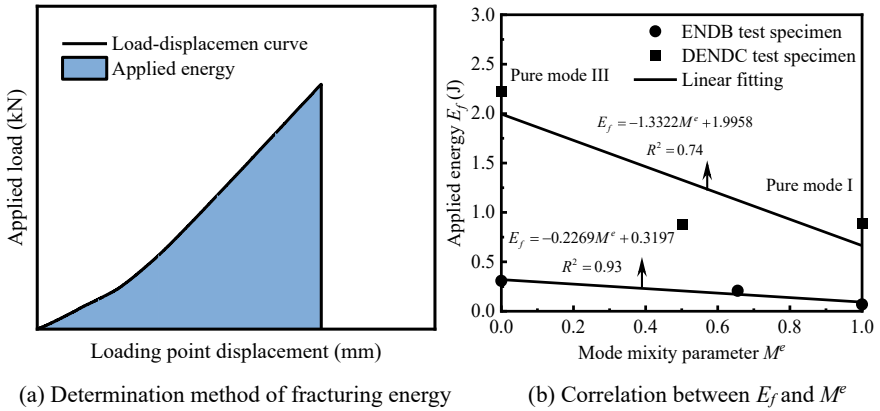 Load-displacemen curve
Applied energy
Applied load (kN)
Loading point displacement (mm)
(a) Determination method of fracturing energy
3.0
2.5
2.0
1.5
1.0
0.5
0.0
Applied energy E_f (J)
ENDB test specimen
DENDC test specimen
Linear fitting
Pure mode III
E_f = −1.3322M^e + 1.9958
R^2 = 0.74
Pure mode I
E_f = −0.2269M^e + 0.3197
R^2 = 0.93
0.0 0.2 0.4 0.6 0.8 1.0
Mode mixity parameter M^e
(b) Correlation between E_f and M^e